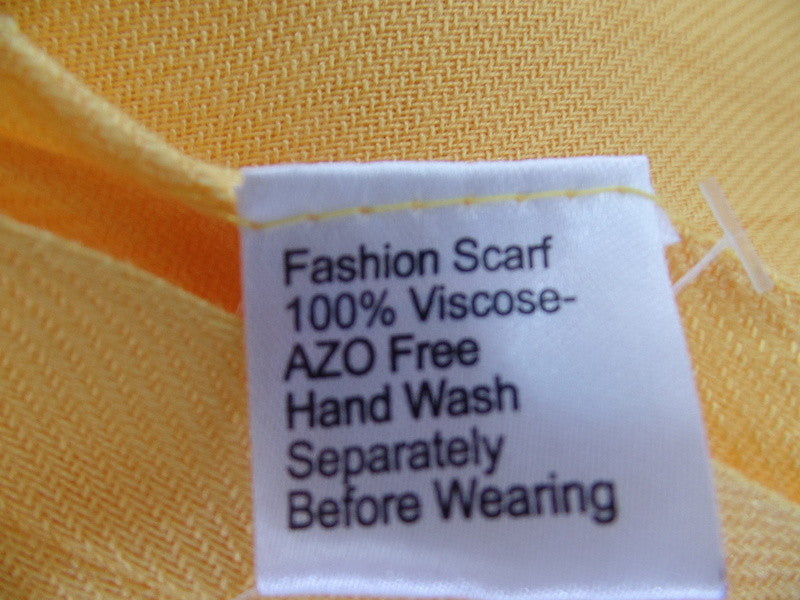 Fashion Scarf
100% Viscose-
AZO Free
Hand Wash
Separately
Before Wearing